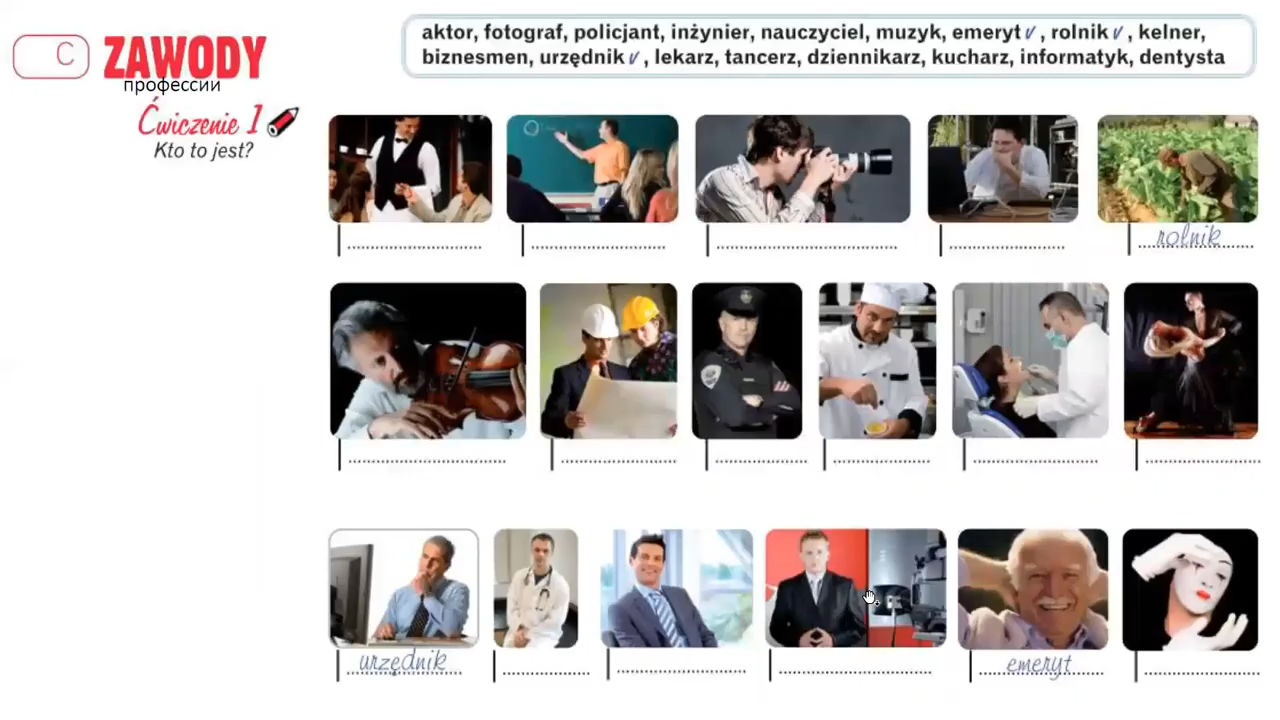 C ZAWODY
профессии
Ćwiczenie 1
Kto to jest?
aktor, fotograf, policjant, inżynier, nauczyciel, muzyk, emeryt✓, rolnik✓, kelner,
biznesmen, urzędnik✓, lekarz, tancerz, dziennikarz, kucharz, informatyk, dentysta
rolnik
urzędnik
emeryt